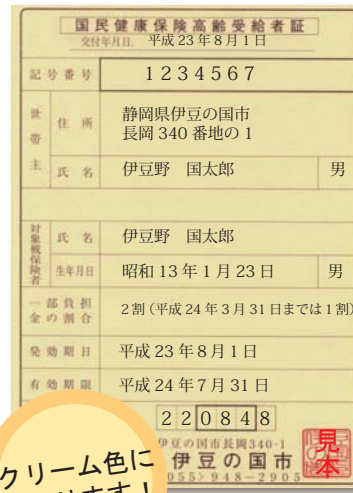 国民健康保険高齢受給者証
交付年月日 平成23年8月1日
記号番号 1234567
世帯主 住所 静岡県伊豆の国市
長岡340番地の1
氏名 伊豆野 国太郎 男
対象被保険者 氏名 伊豆野 国太郎
生年月日 昭和13年1月23日 男
一部負担金の割合 2割(平成24年3月31日までは1割)
発効期日 平成23年8月1日
有効期限 平成24年7月31日
220848
伊豆の国市長岡340-1
伊豆の国市
055)948-2905
見本
クリーム色に